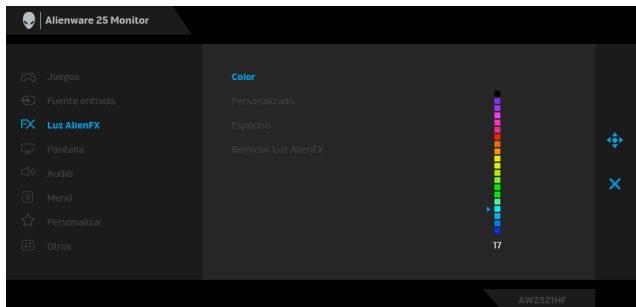 Alienware 25 Monitor
Juegos
Fuente entrada
FX Luz AlienFX
Pantalla
Audio
Menú
Personalizar
Otros
Color
Personalizado
Espectro
Reiniciar Luz AlienFX
17
AW2521HF